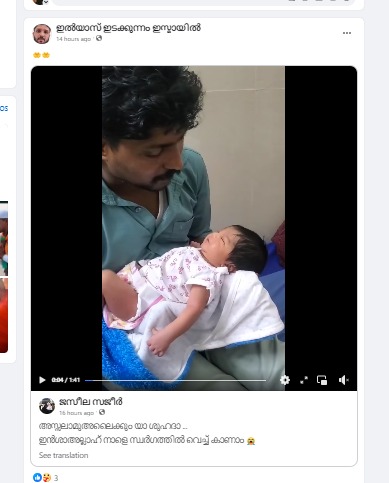 ഇൽയാസ് ഇടക്കുന്നം ഇസ്മായിൽ
14 hours ago ·
os
0:04 / 1:41
ജസീല സജീർ
16 hours ago ·
അസ്സലാമുഅലൈക്കും യാ ശുഹദാ ...
ഇൻശാഅല്ലാഹ് നാളെ സ്വർഗത്തിൽ വെച്ച് കാണാം 😭
See translation
3